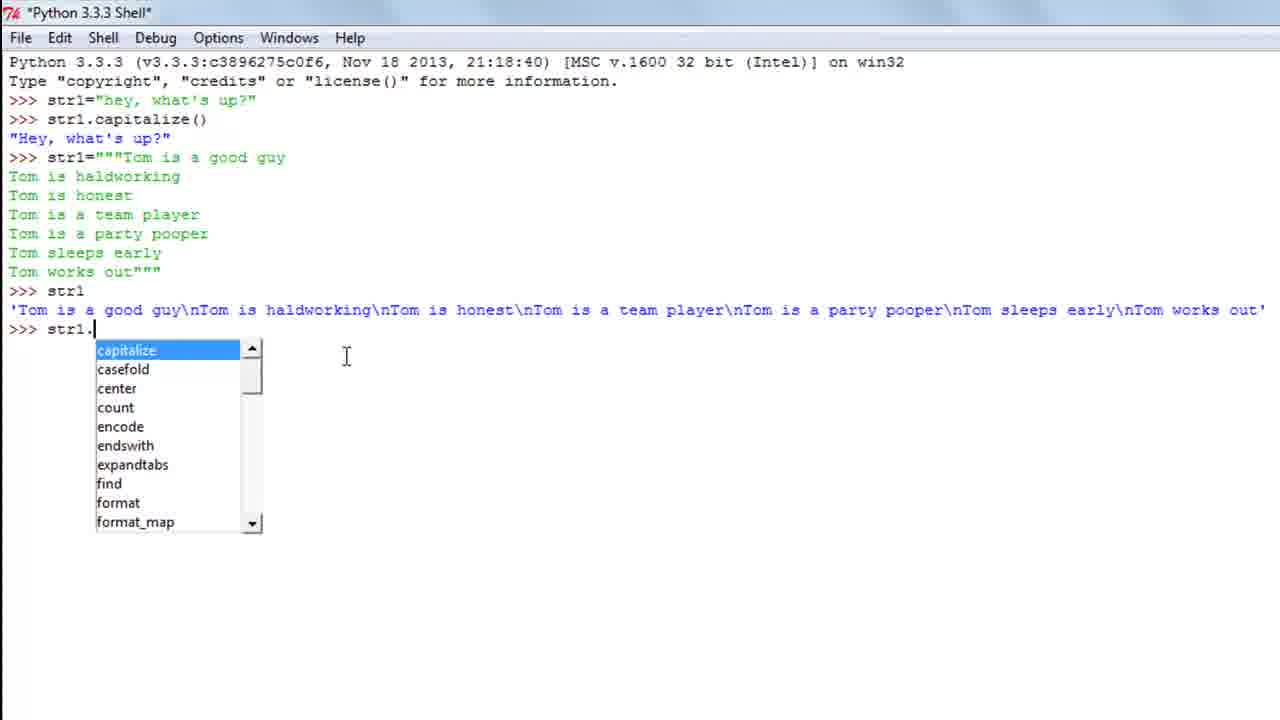 *Python 3.3.3 Shell*
File Edit Shell Debug Options Windows Help
Python 3.3.3 (v3.3.3:c3896275c0f6, Nov 18 2013, 21:18:40) [MSC v.1600 32 bit (Intel)] on win32
Type "copyright", "credits" or "license()" for more information.
>>> str1="hey, what's up?"
>>> str1.capitalize()
"Hey, what's up?"
>>> str1="""Tom is a good guy
Tom is haldworking
Tom is honest
Tom is a team player
Tom is a party pooper
Tom sleeps early
Tom works out"""
>>> str1
'Tom is a good guy\nTom is haldworking\nTom is honest\nTom is a team player\nTom is a party pooper\nTom sleeps early\nTom works out'
>>> str1.
capitalize
casefold
center
count
encode
endswith
expandtabs
find
format
format_map